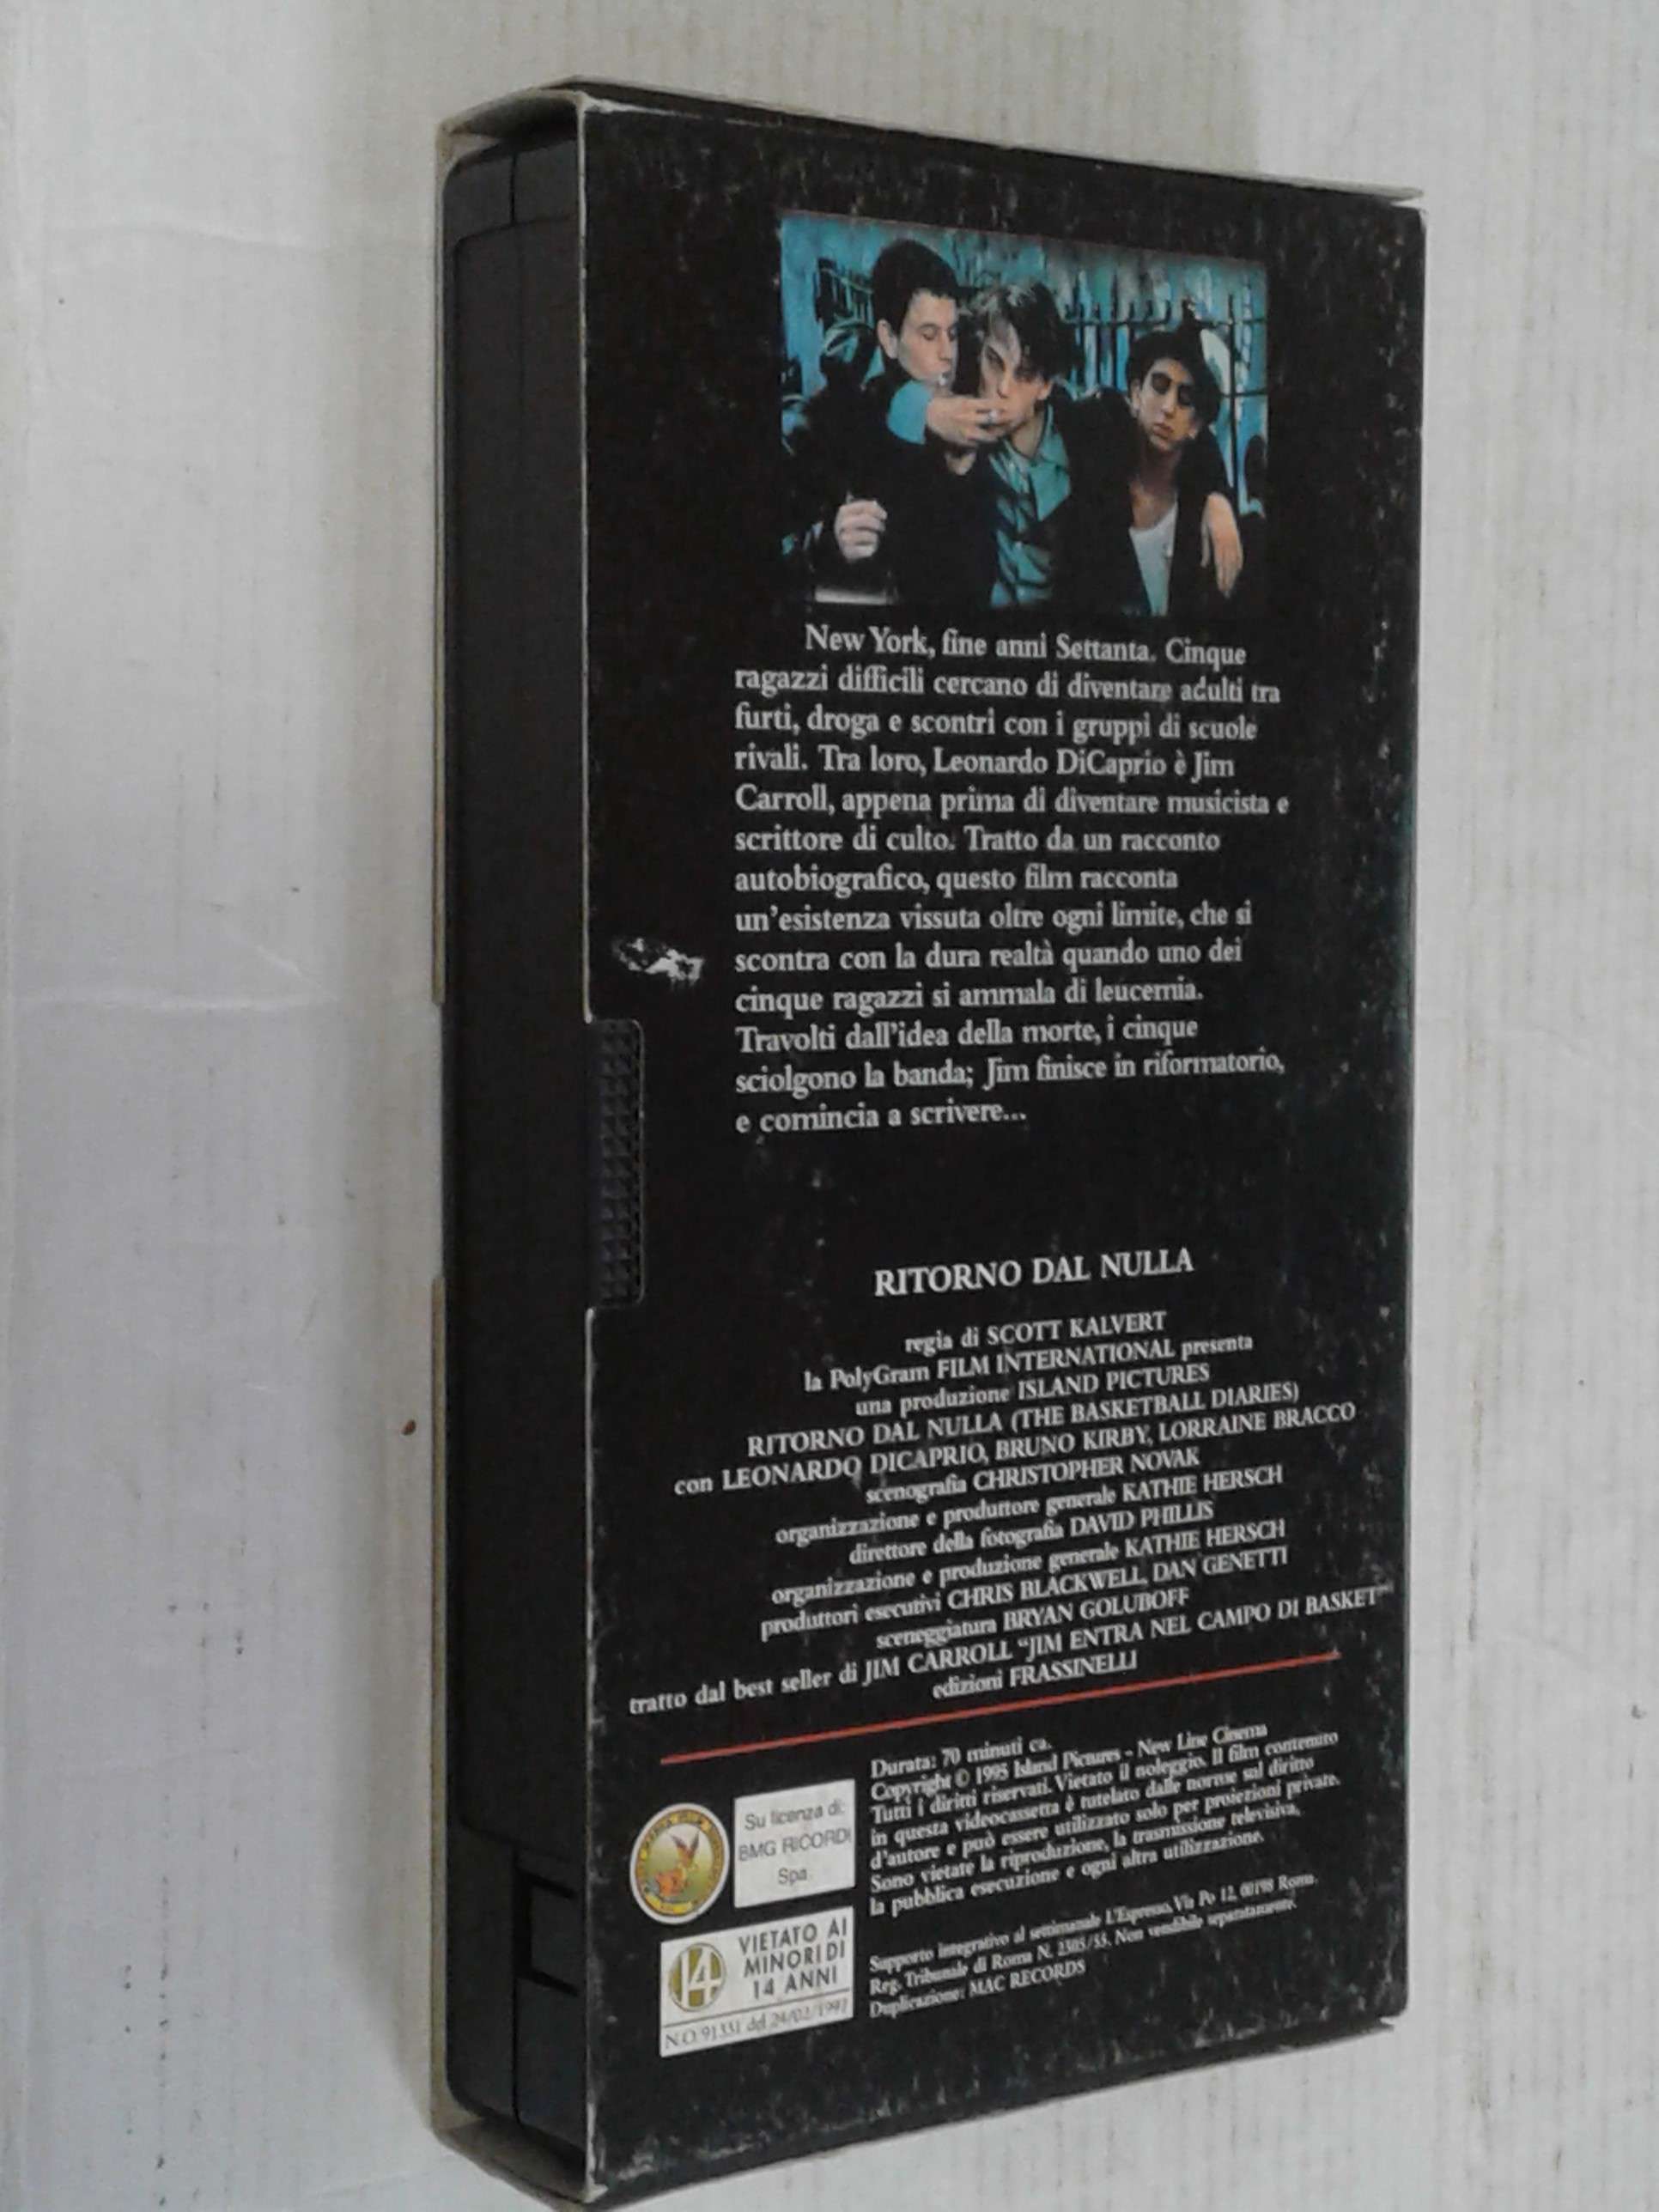 New York, fine anni Settanta. Cinque
ragazzi difficili cercano di diventare adulti tra
furti, droga e scontri con i gruppi di scuole
rivali. Tra loro, Leonardo DiCaprio è Jim
Carroll, appena prima di diventare musicista e
scrittore di culto. Tratto da un racconto
autobiografico, questo film racconta
un'esistenza vissuta oltre ogni limite, che si
scontra con la dura realtà quando uno dei
cinque ragazzi si ammala di leucemia.
Travolti dall'idea della morte, i cinque
sciolgono la banda; Jim finisce in riformatorio,
e comincia a scrivere...
RITORNO DAL NULLA
regia di SCOTT KALVERT
la PolyGram FILM INTERNATIONAL presenta
una produzione ISLAND PICTURES
RITORNO DAL NULLA (THE BASKETBALL DIARIES)
con LEONARDO DICAPRIO, BRUNO KIRBY, LORRAINE BRACCO
scenografia CHRISTOPHER NOVAK
organizzazione e produttore generale KATHIE HERSCH
direttore della fotografia DAVID PHILLIS
organizzazione e produzione generale KATHIE HERSCH
produttori esecutivi CHRIS BLACKWELL, DAN GENETTI
sceneggiatura BRYAN GOLUBOFF
tratto dal best seller di JIM CARROLL "JIM ENTRA NEL CAMPO DI BASKET"
edizioni FRASSINELLI
Durata: 70 minuti ca.
Copyright © 1995 Island Pictures - New Line Cinema
Tutti i diritti riservati. Vietato il noleggio. Il film contenuto
in questa videocassetta è tutelato dalle norme sul diritto
d'autore e può essere utilizzato solo per proiezioni private.
Sono vietate la riproduzione, la trasmissione televisiva,
la pubblica esecuzione e ogni altra utilizzazione.
Supporto integrativo al settimanale L'Espresso, Via Po 12, 00198 Roma.
Reg. Tribunale di Roma N. 2305/55. Non vendibile separatamente.
Duplicazione: MAC RECORDS
Su licenza di:
BMG RICORDI
Spa
14
VIETATO AI
MINORI DI
14 ANNI
N.O. 91331 del 24/02/1997